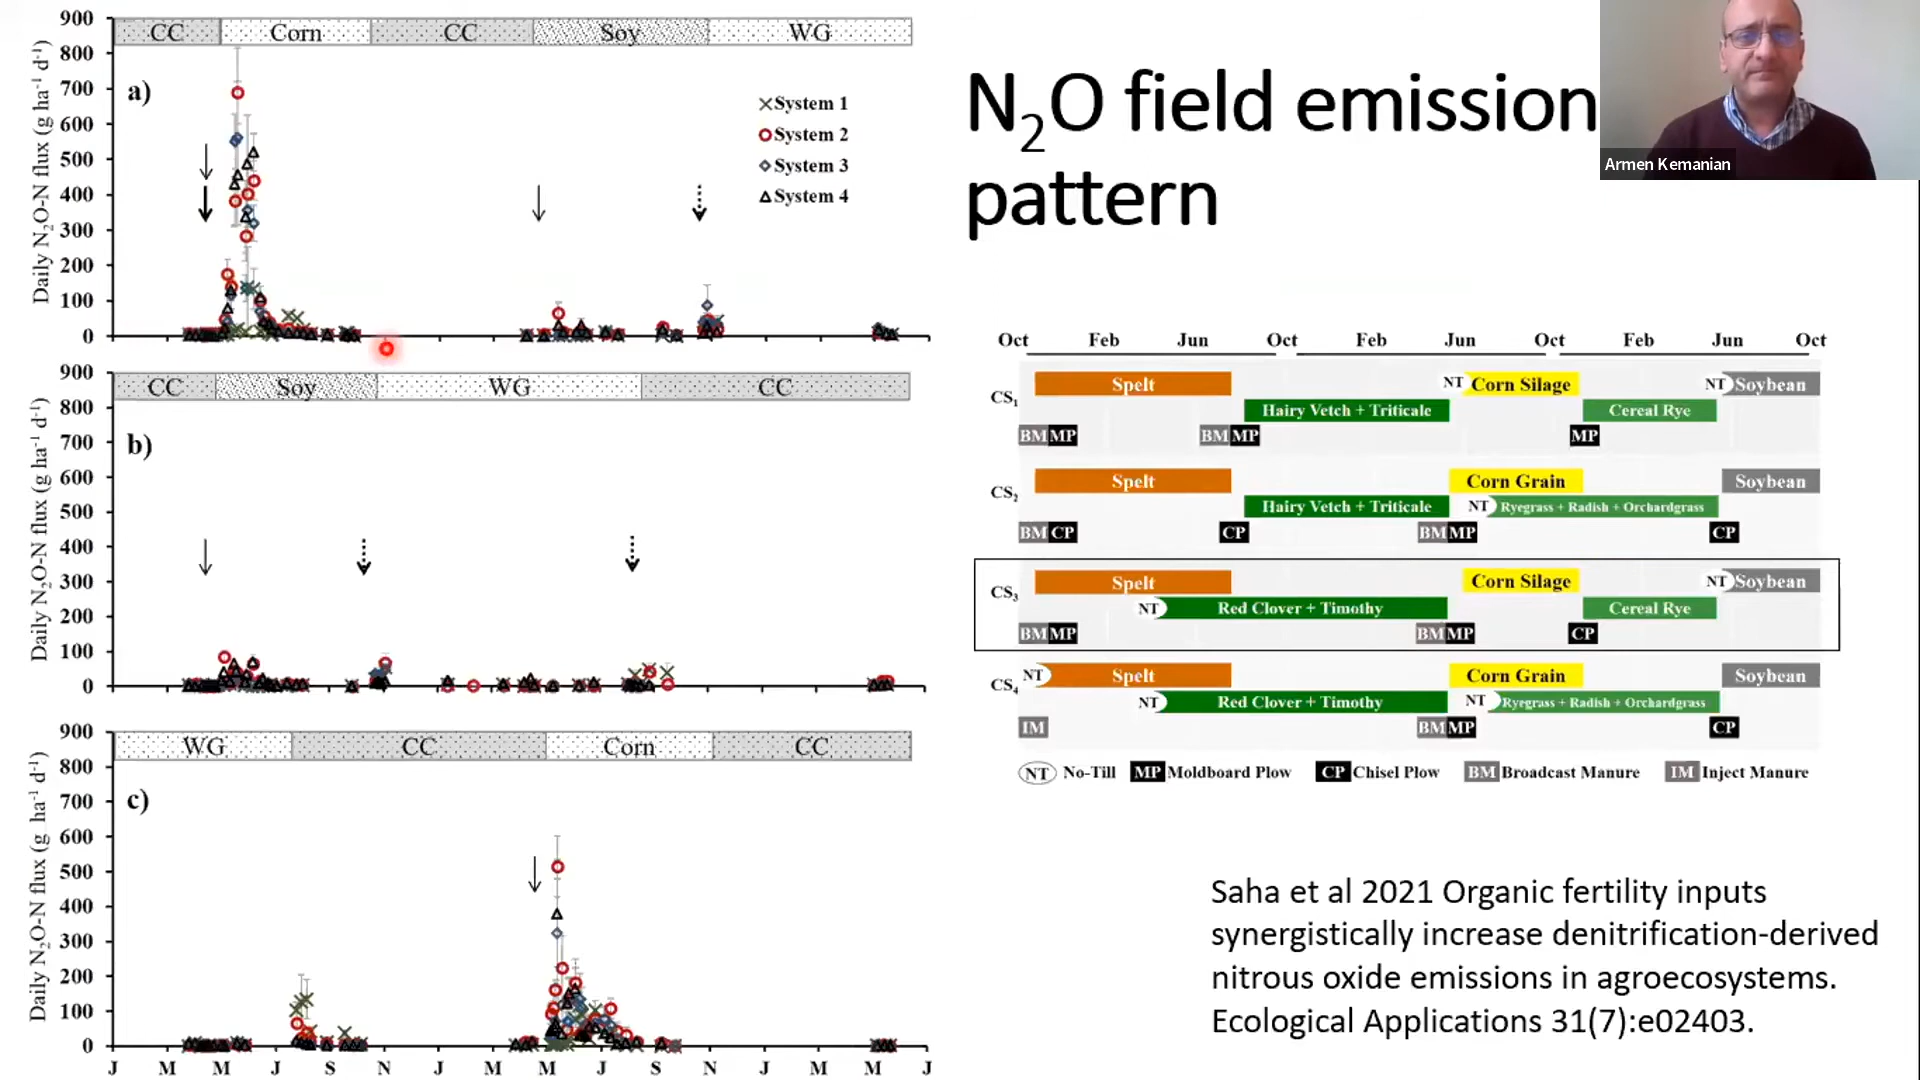 900
800
700
600
500
400
300
200
100
0
Daily N2O-N flux (g ha-1 d-1)
CC Corn CC Soy WG
a)
System 1
System 2
System 3
System 4
900
800
700
600
500
400
300
200
100
0
Daily N2O-N flux (g ha-1 d-1)
CC Soy WG CC
b)
900
800
700
600
500
400
300
200
100
0
Daily N2O-N flux (g ha-1 d-1)
WG CC Corn CC
c)
J M M J S N J M M J S N J M M J
N2O field emission
pattern
Armen Kemanian
Oct Feb Jun Oct Feb Jun Oct Feb Jun Oct
CS1
Spelt NT Corn Silage NT Soybean
Hairy Vetch + Triticale Cereal Rye
BM MP BM MP MP
CS2
Spelt Corn Grain Soybean
Hairy Vetch + Triticale NT Ryegrass + Radish + Orchardgrass
BM CP CP BM MP CP
CS3
Spelt Corn Silage NT Soybean
NT Red Clover + Timothy Cereal Rye
BM MP BM MP CP
CS4
NT Spelt Corn Grain Soybean
NT Red Clover + Timothy NT Ryegrass + Radish + Orchardgrass
IM BM MP CP
NT No-Till MP Moldboard Plow CP Chisel Plow BM Broadcast Manure IM Inject Manure
Saha et al 2021 Organic fertility inputs
synergistically increase denitrification-derived
nitrous oxide emissions in agroecosystems.
Ecological Applications 31(7):e02403.